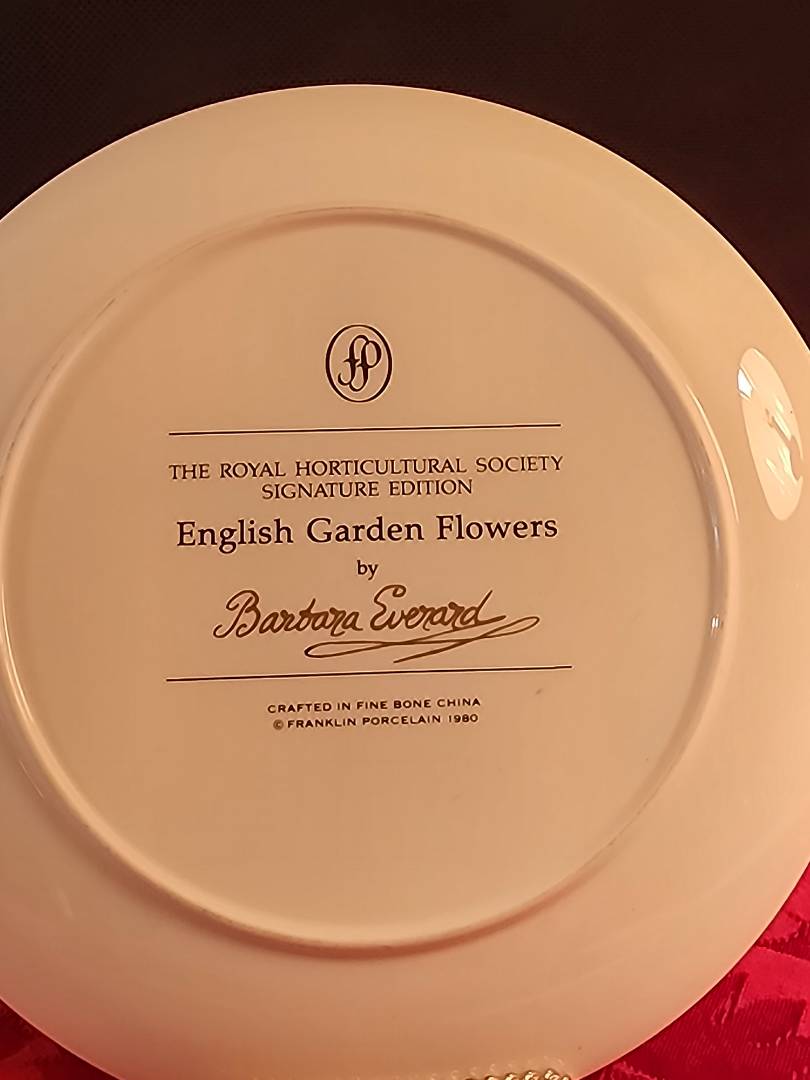 fp
THE ROYAL HORTICULTURAL SOCIETY
SIGNATURE EDITION
English Garden Flowers
by
Barbara Everard
CRAFTED IN FINE BONE CHINA
© FRANKLIN PORCELAIN 1980